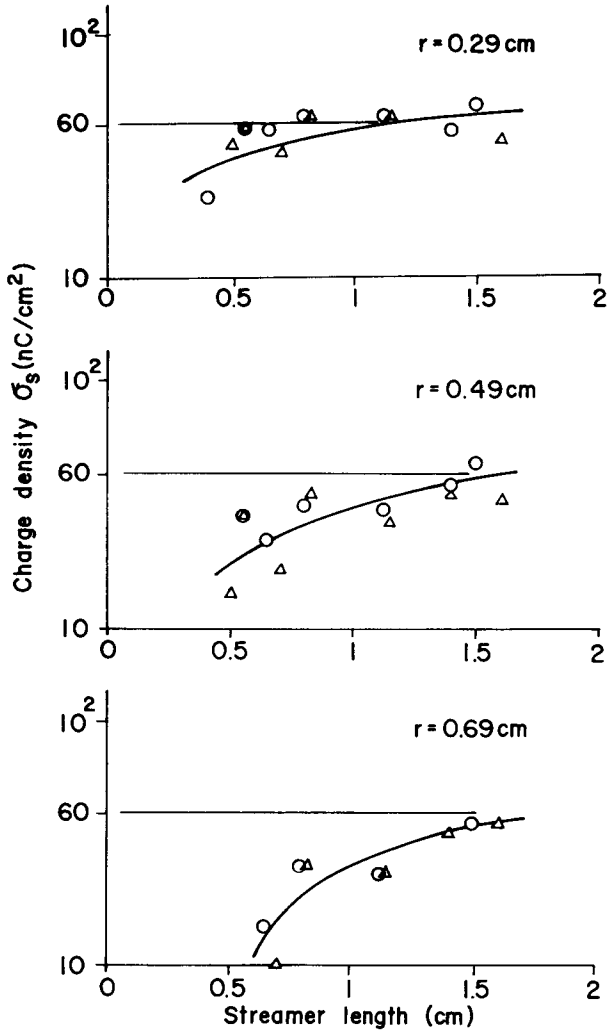 10²
r = 0.29 cm
60
10
0 0.5 1 1.5 2
Charge density σs (nC/cm²)
10²
r = 0.49 cm
60
10
0 0.5 1 1.5 2
10²
r = 0.69 cm
60
10
0 0.5 1 1.5 2
Streamer length (cm)